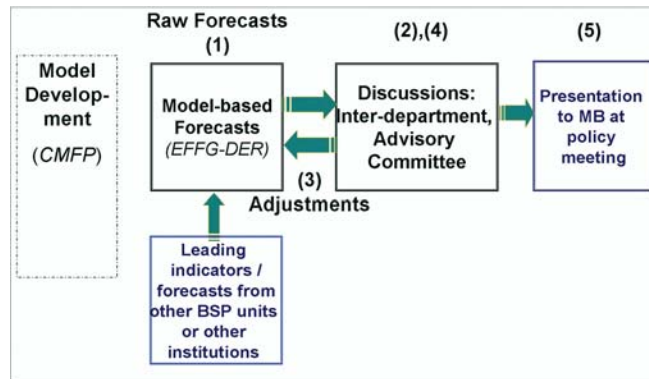 Raw Forecasts
(1)
(2),(4)
(5)
Model
Develop-
ment
(CMFP)
Model-based
Forecasts
(EFFG-DER)
Discussions:
Inter-department,
Advisory
Committee
Presentation
to MB at
policy
meeting
(3)
Adjustments
Leading
indicators /
forecasts from
other BSP units
or other
institutions